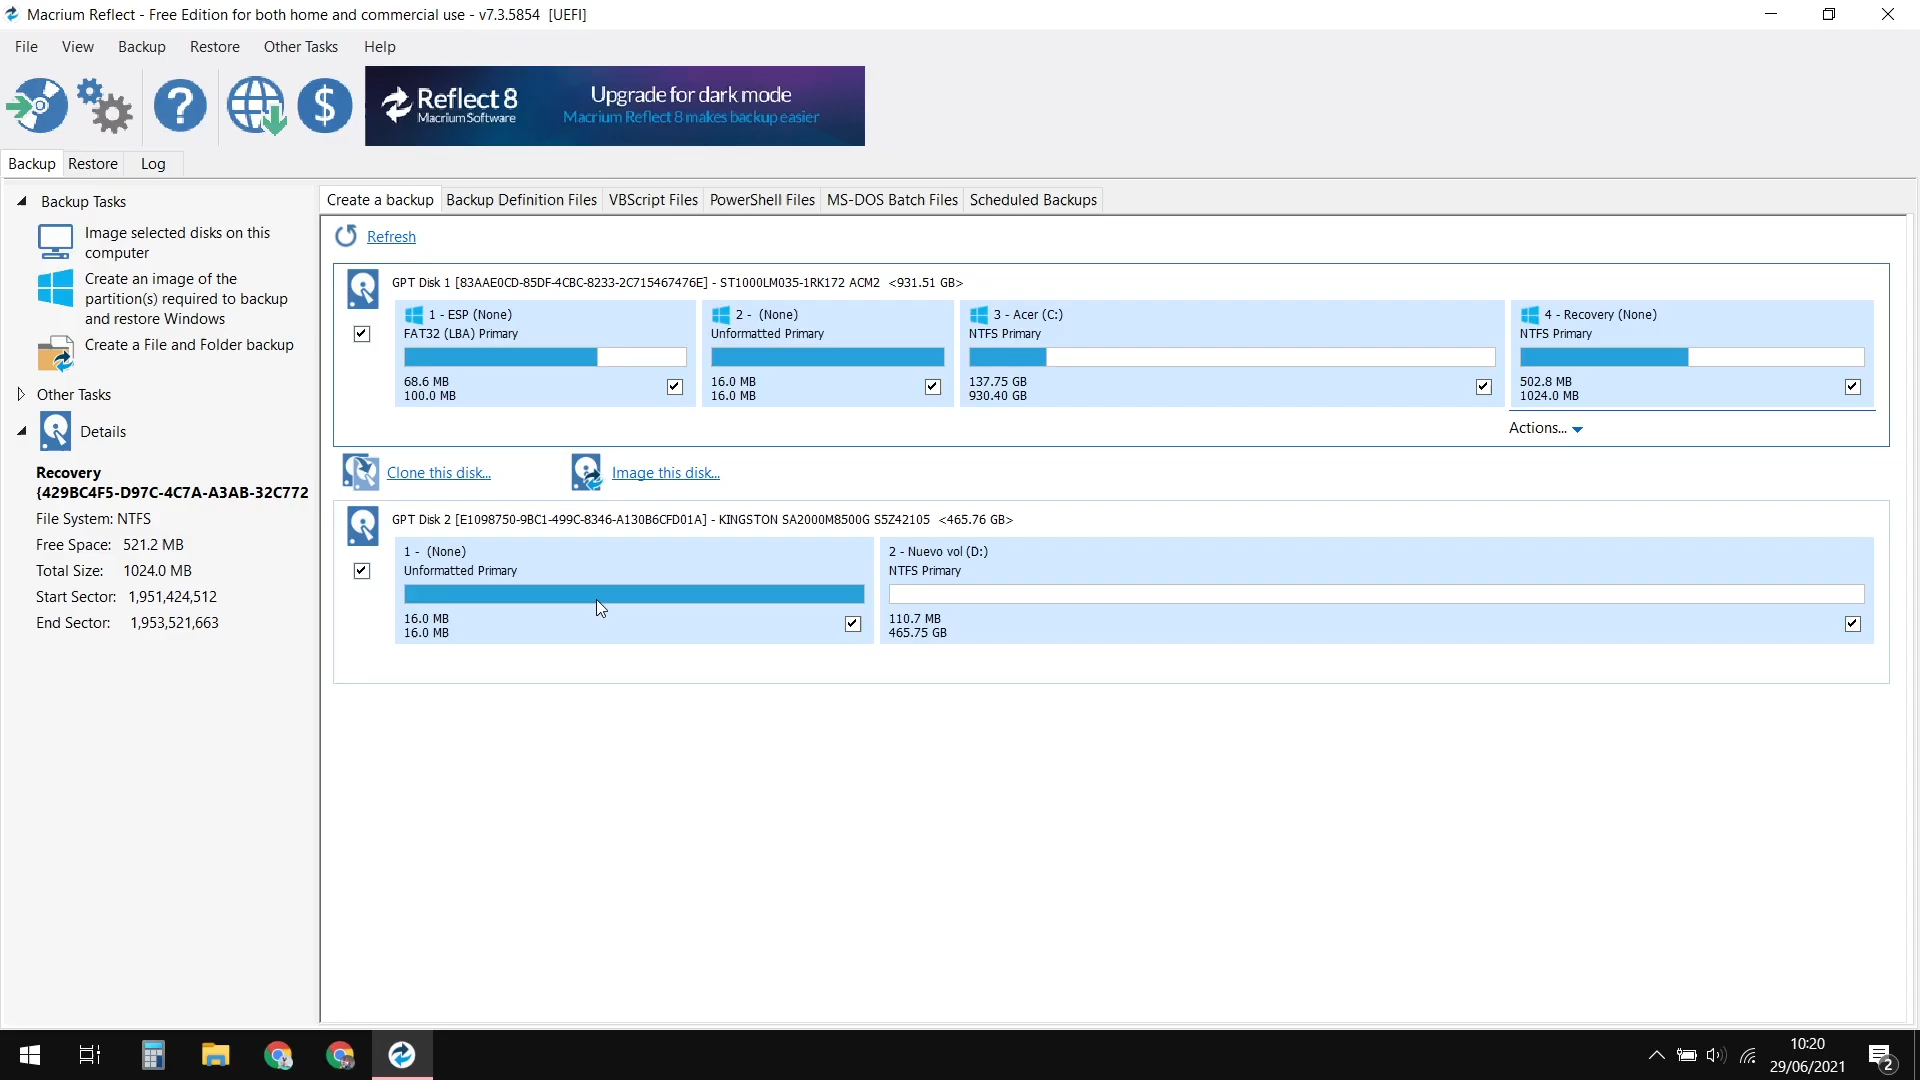 Macrium Reflect - Free Edition for both home and commercial use - v7.3.5854 [UEFI]
File View Backup Restore Other Tasks Help
Reflect 8
Macrium Software
Upgrade for dark mode
Macrium Reflect 8 makes backup easier
Backup Restore Log
Backup Tasks
Image selected disks on this
computer
Create an image of the
partition(s) required to backup
and restore Windows
Create a File and Folder backup
Other Tasks
Details
Recovery
{429BC4F5-D97C-4C7A-A3AB-32C772
File System: NTFS
Free Space: 521.2 MB
Total Size: 1024.0 MB
Start Sector: 1,951,424,512
End Sector: 1,953,521,663
Create a backup Backup Definition Files VBScript Files PowerShell Files MS-DOS Batch Files Scheduled Backups
Refresh
GPT Disk 1 [83AAE0CD-85DF-4CBC-8233-2C715467476E] - ST1000LM035-1RK172 ACM2 <931.51 GB>
1 - ESP (None)
FAT32 (LBA) Primary
68.6 MB
100.0 MB
2 - (None)
Unformatted Primary
16.0 MB
16.0 MB
3 - Acer (C:)
NTFS Primary
137.75 GB
930.40 GB
4 - Recovery (None)
NTFS Primary
502.8 MB
1024.0 MB
Actions...
Clone this disk... Image this disk...
GPT Disk 2 [E1098750-9BC1-499C-8346-A130B6CFD01A] - KINGSTON SA2000M8500G S5Z42105 <465.76 GB>
1 - (None)
Unformatted Primary
16.0 MB
16.0 MB
2 - Nuevo vol (D:)
NTFS Primary
110.7 MB
465.75 GB
10:20
29/06/2021
2